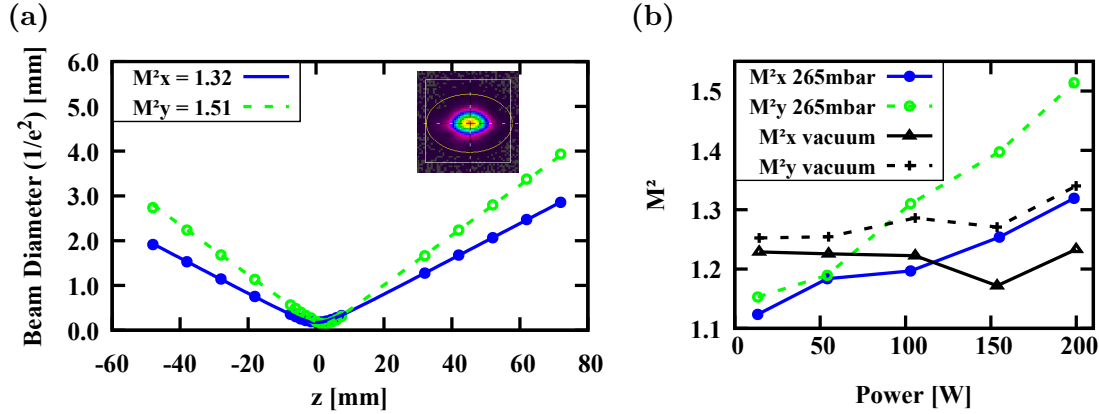 (a)
Beam Diameter (1/e²) [mm]
6.0
5.0
4.0
3.0
2.0
1.0
0.0
M²x = 1.32
M²y = 1.51
-60 -40 -20 0 20 40 60 80
z [mm]
(b)
M²
1.5
1.4
1.3
1.2
1.1
M²x 265mbar
M²y 265mbar
M²x vacuum
M²y vacuum
0 50 100 150 200
Power [W]